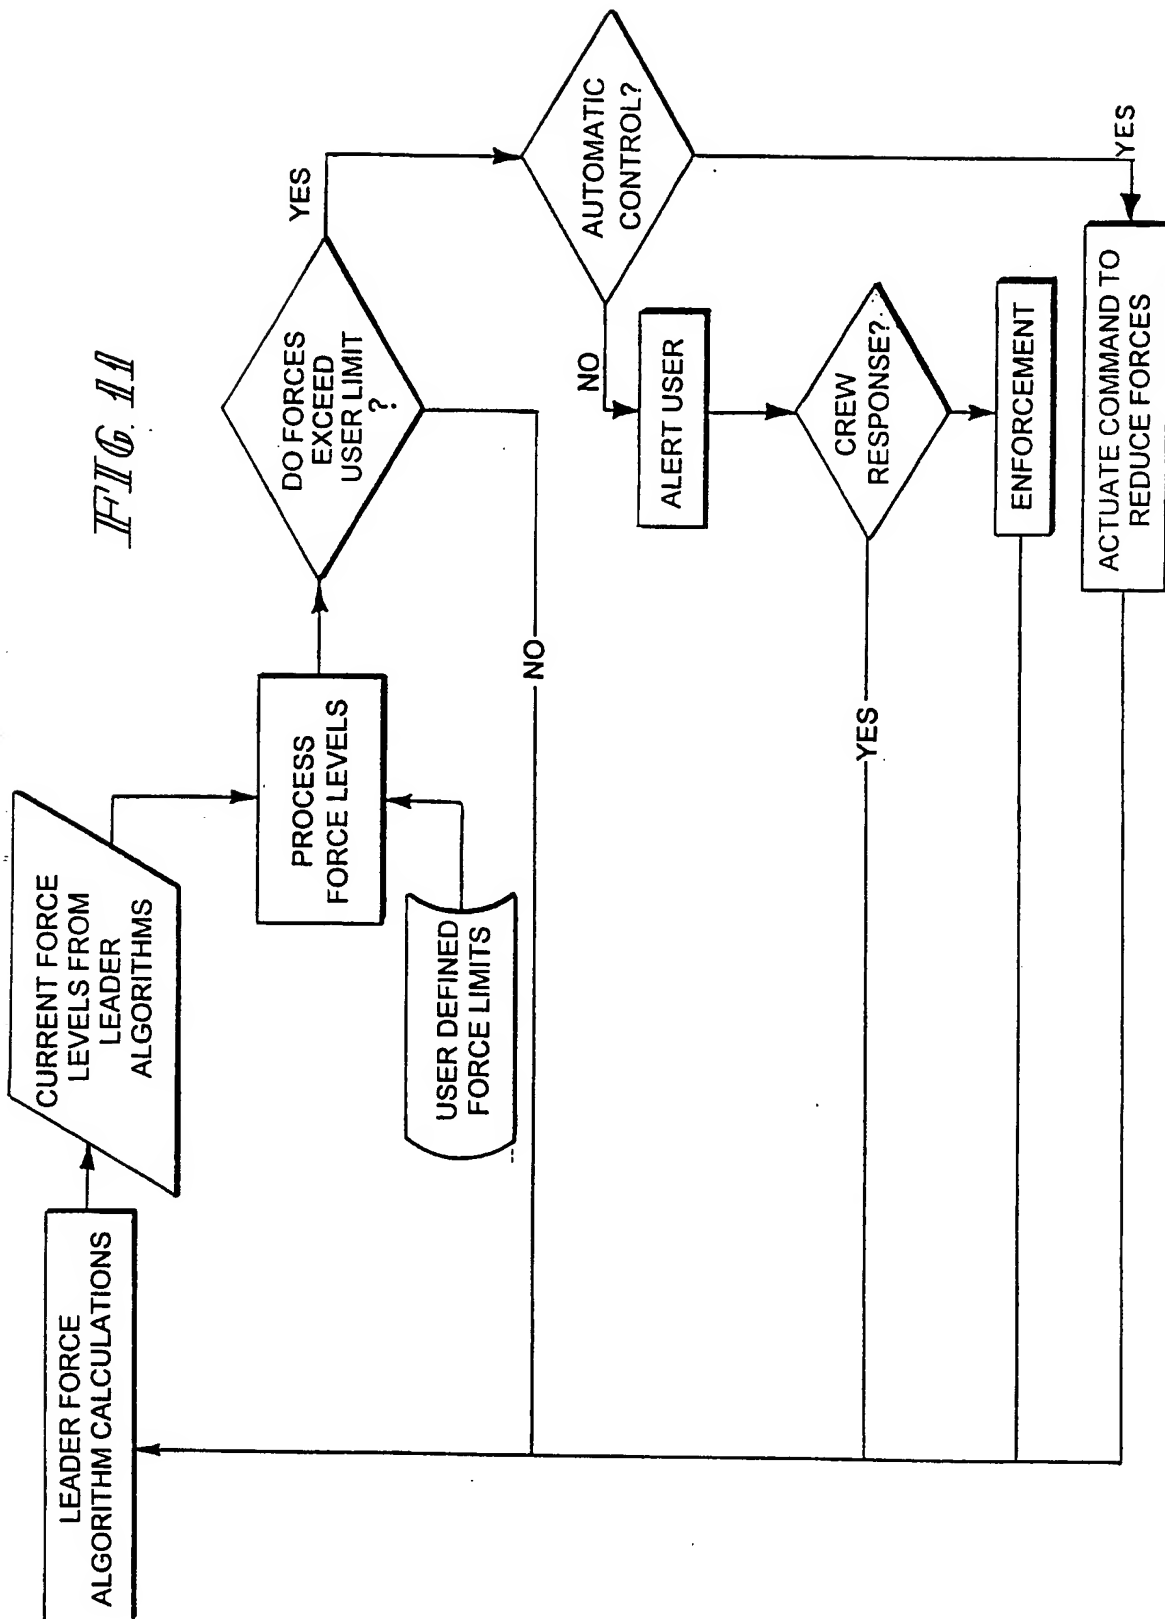 FIG. 11
LEADER FORCE
ALGORITHM CALCULATIONS
CURRENT FORCE
LEVELS FROM
LEADER
ALGORITHMS
PROCESS
FORCE LEVELS
USER DEFINED
FORCE LIMITS
DO FORCES
EXCEED
USER LIMIT
?
YES
NO
AUTOMATIC
CONTROL?
NO
ALERT USER
CREW
RESPONSE?
YES
ENFORCEMENT
YES
ACTUATE COMMAND TO
REDUCE FORCES